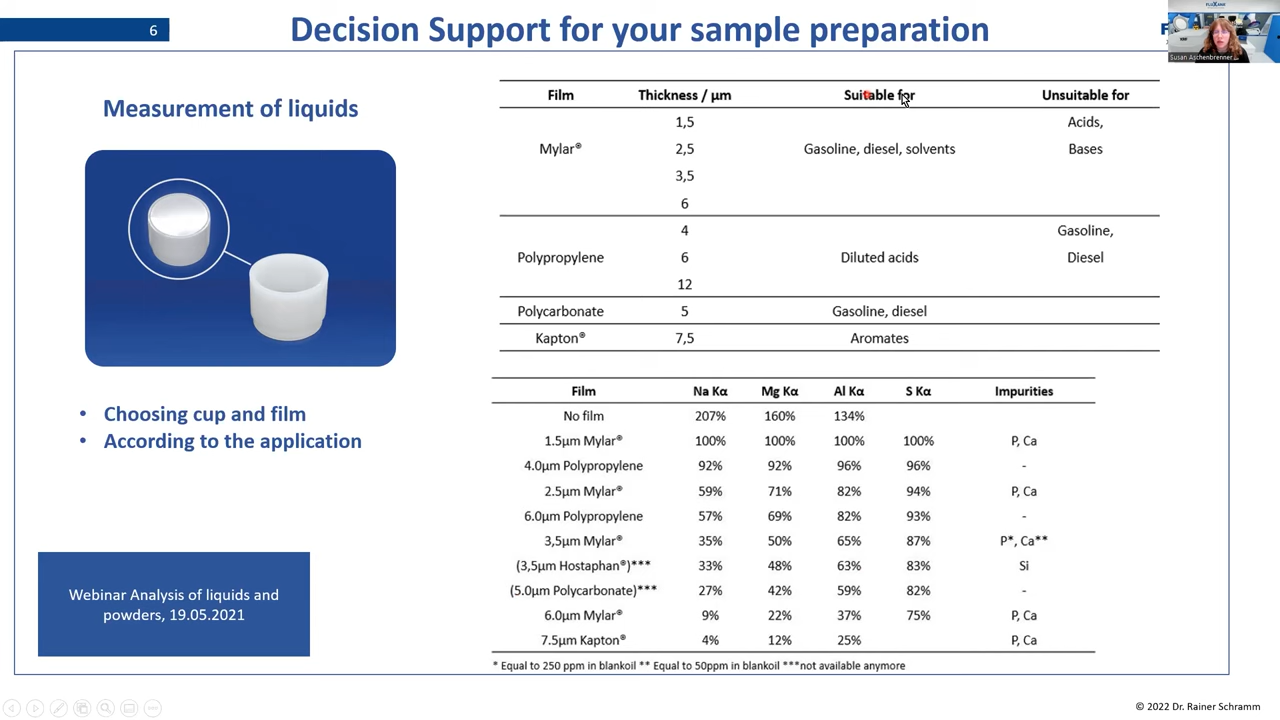 6
Decision Support for your sample preparation
FLUXANA
Susan Aschenbrenner
Measurement of liquids
• Choosing cup and film
• According to the application
Webinar Analysis of liquids and
powders, 19.05.2021
Film Thickness / µm Suitable for Unsuitable for
1,5 Acids,
Mylar® 2,5 Gasoline, diesel, solvents Bases
3,5
6
4 Gasoline,
Polypropylene 6 Diluted acids Diesel
12
Polycarbonate 5 Gasoline, diesel
Kapton® 7,5 Aromates
Film Na Kα Mg Kα Al Kα S Kα Impurities
No film 207% 160% 134%
1.5µm Mylar® 100% 100% 100% 100% P, Ca
4.0µm Polypropylene 92% 92% 96% 96% -
2.5µm Mylar® 59% 71% 82% 94% P, Ca
6.0µm Polypropylene 57% 69% 82% 93% -
3,5µm Mylar® 35% 50% 65% 87% P*, Ca**
(3,5µm Hostaphan®)*** 33% 48% 63% 83% Si
(5.0µm Polycarbonate)*** 27% 42% 59% 82% -
6.0µm Mylar® 9% 22% 37% 75% P, Ca
7.5µm Kapton® 4% 12% 25% P, Ca
* Equal to 250 ppm in blankoil ** Equal to 50ppm in blankoil ***not available anymore
© 2022 Dr. Rainer Schramm